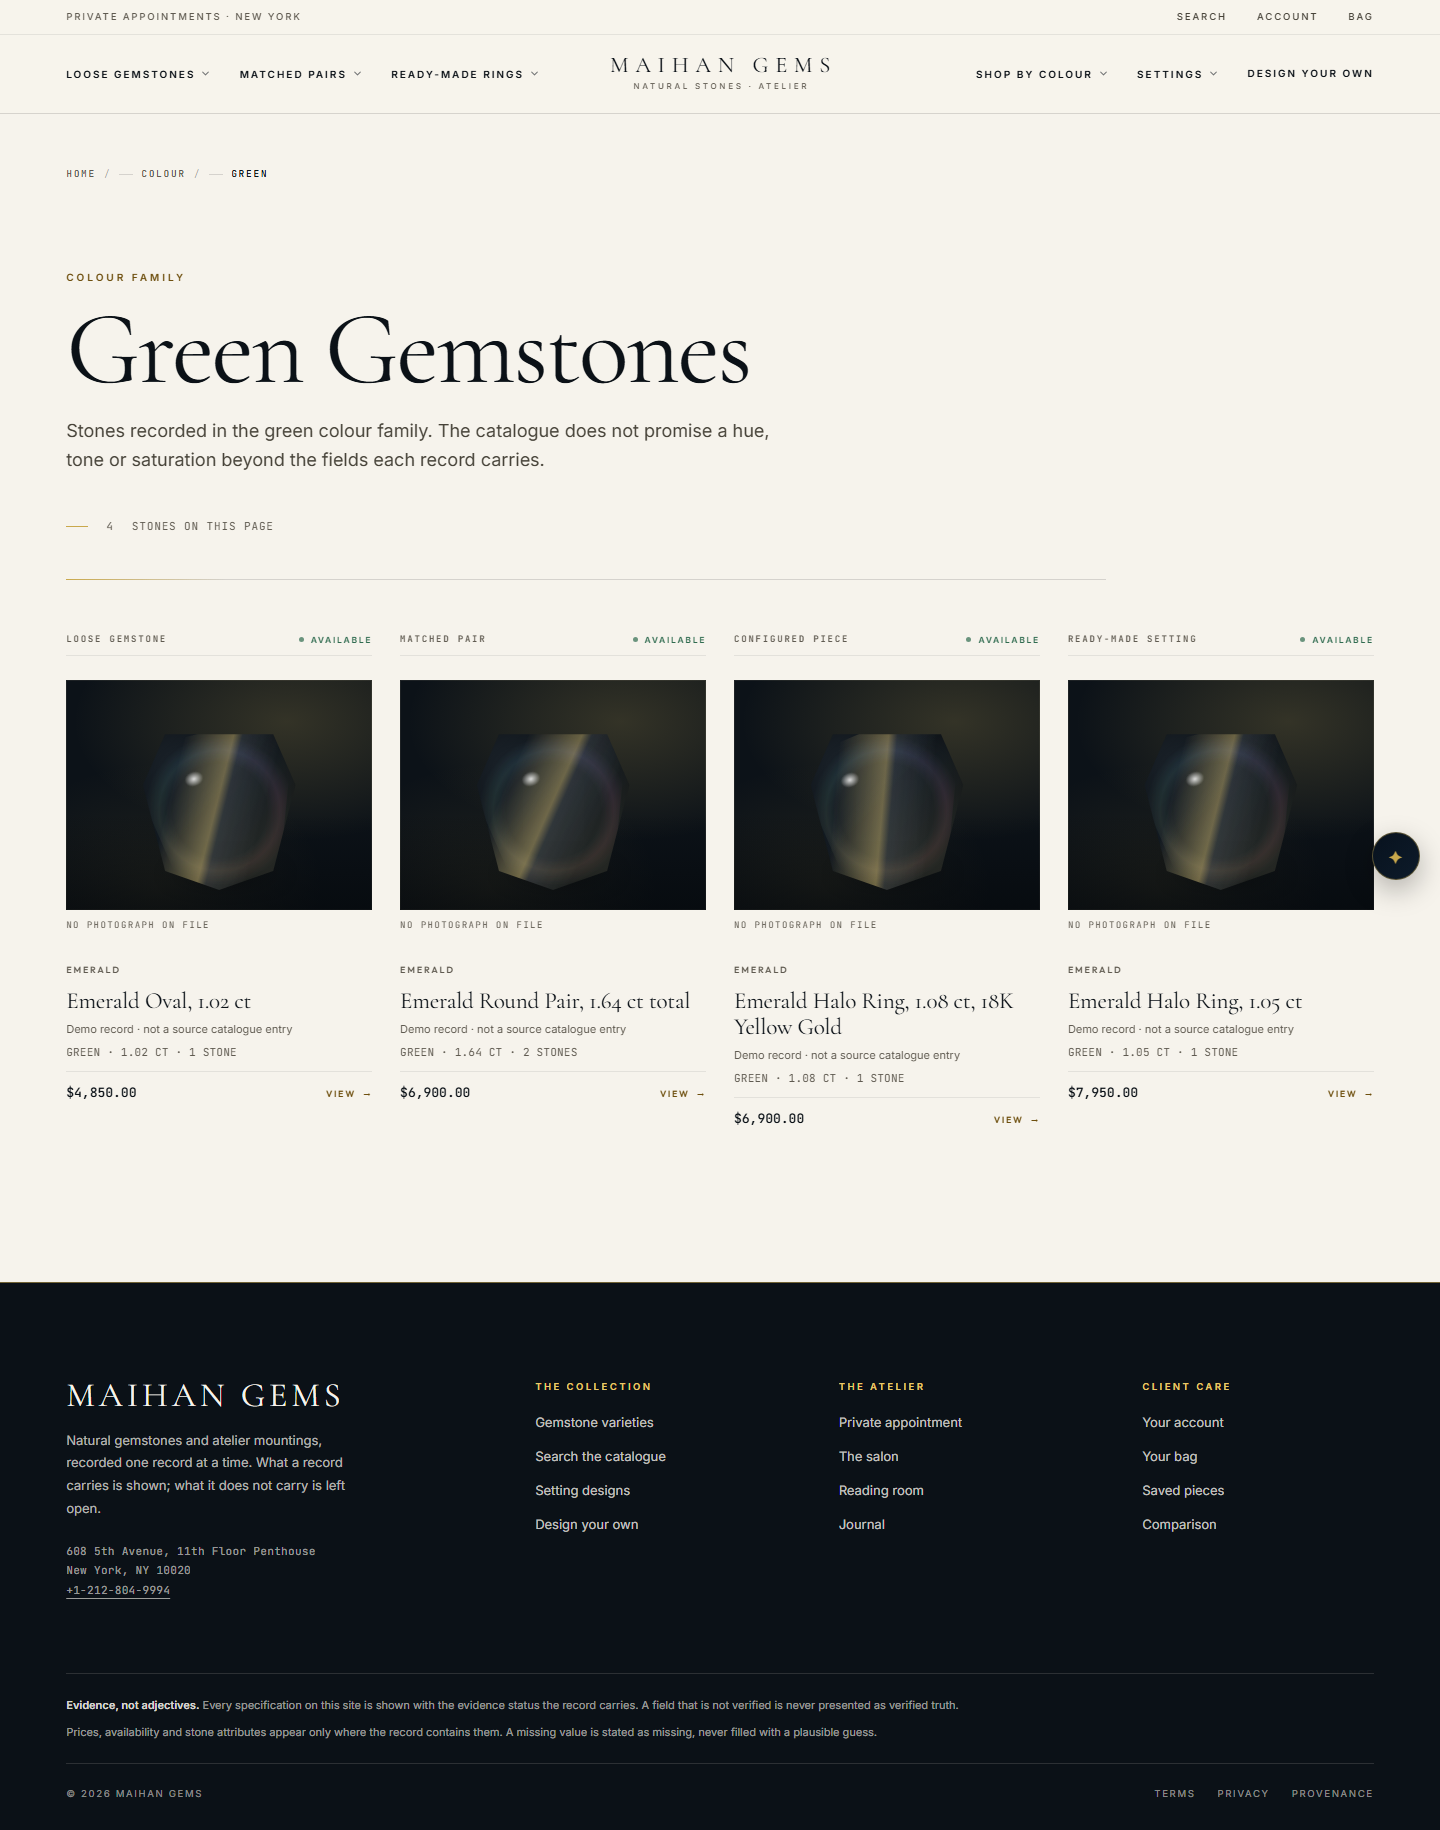 PRIVATE APPOINTMENTS · NEW YORK
SEARCH ACCOUNT BAG
LOOSE GEMSTONES MATCHED PAIRS READY-MADE RINGS
MAIHAN GEMS
NATURAL STONES · ATELIER
SHOP BY COLOUR SETTINGS DESIGN YOUR OWN
HOME / — COLOUR / — GREEN
COLOUR FAMILY
Green Gemstones
Stones recorded in the green colour family. The catalogue does not promise a hue,
tone or saturation beyond the fields each record carries.
4 STONES ON THIS PAGE
LOOSE GEMSTONE
AVAILABLE
NO PHOTOGRAPH ON FILE
EMERALD
Emerald Oval, 1.02 ct
Demo record · not a source catalogue entry
GREEN · 1.02 CT · 1 STONE
$4,850.00
VIEW →
MATCHED PAIR
AVAILABLE
NO PHOTOGRAPH ON FILE
EMERALD
Emerald Round Pair, 1.64 ct total
Demo record · not a source catalogue entry
GREEN · 1.64 CT · 2 STONES
$6,900.00
VIEW →
CONFIGURED PIECE
AVAILABLE
NO PHOTOGRAPH ON FILE
EMERALD
Emerald Halo Ring, 1.08 ct, 18K
Yellow Gold
Demo record · not a source catalogue entry
GREEN · 1.08 CT · 1 STONE
$6,900.00
VIEW →
READY-MADE SETTING
AVAILABLE
NO PHOTOGRAPH ON FILE
EMERALD
Emerald Halo Ring, 1.05 ct
Demo record · not a source catalogue entry
GREEN · 1.05 CT · 1 STONE
$7,950.00
VIEW →
MAIHAN GEMS
Natural gemstones and atelier mountings,
recorded one record at a time. What a record
carries is shown; what it does not carry is left
open.
608 5th Avenue, 11th Floor Penthouse
New York, NY 10020
+1-212-804-9994
THE COLLECTION
Gemstone varieties
Search the catalogue
Setting designs
Design your own
THE ATELIER
Private appointment
The salon
Reading room
Journal
CLIENT CARE
Your account
Your bag
Saved pieces
Comparison
Evidence, not adjectives. Every specification on this site is shown with the evidence status the record carries. A field that is not verified is never presented as verified truth.
Prices, availability and stone attributes appear only where the record contains them. A missing value is stated as missing, never filled with a plausible guess.
© 2026 MAIHAN GEMS
TERMS PRIVACY PROVENANCE